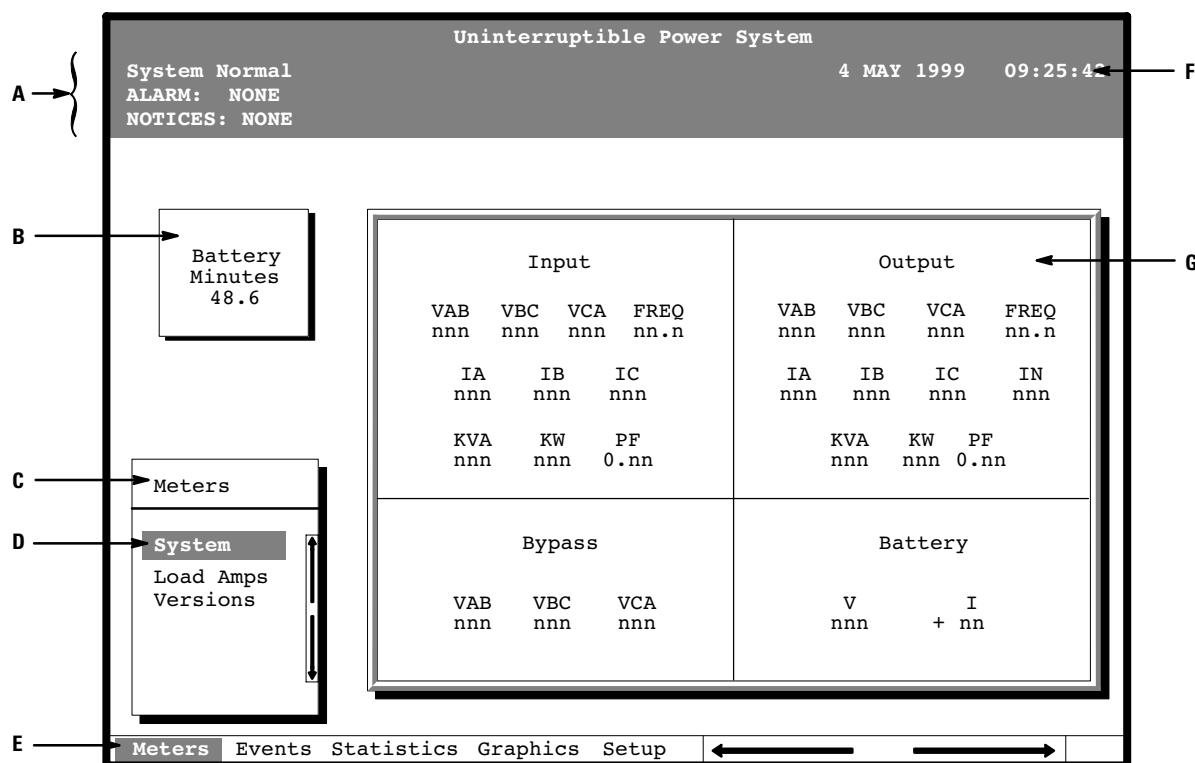 Uninterruptible Power System
System Normal 4 MAY 1999 09:25:42
ALARM: NONE
NOTICES: NONE
A
F
B
Battery
Minutes
48.6
G
Input
VAB VBC VCA FREQ
nnn nnn nnn nn.n
IA IB IC
nnn nnn nnn
KVA KW PF
nnn nnn 0.nn
Output
VAB VBC VCA FREQ
nnn nnn nnn nn.n
IA IB IC IN
nnn nnn nnn nnn
KVA KW PF
nnn nnn 0.nn
C
Meters
D
System
Load Amps
Versions
Bypass
VAB VBC VCA
nnn nnn nnn
Battery
V I
nnn + nn
E
Meters Events Statistics Graphics Setup